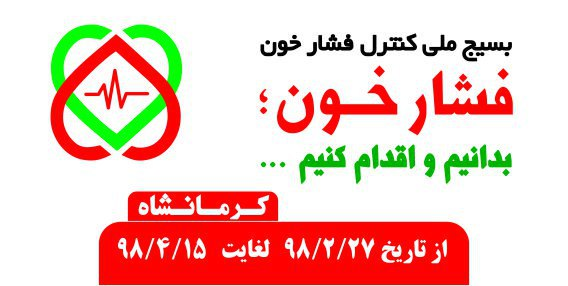 بسیج ملی کنترل فشار خون
فشار خون ؛
بدانیم و اقدام کنیم ...
کرمانشاه
از تاریخ ۹۸/۲/۲۷ لغایت ۹۸/۴/۱۵